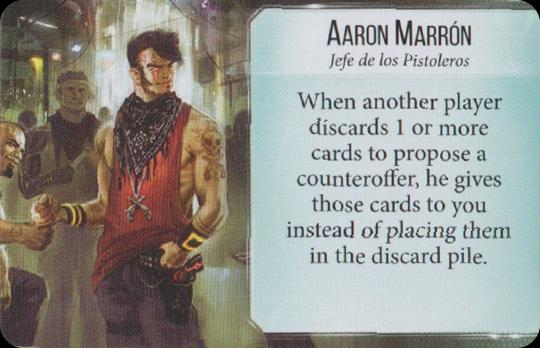 AARON MARRÓN
Jefe de los Pistoleros
When another player
discards 1 or more
cards to propose a
counteroffer, he gives
those cards to you
instead of placing them
in the discard pile.